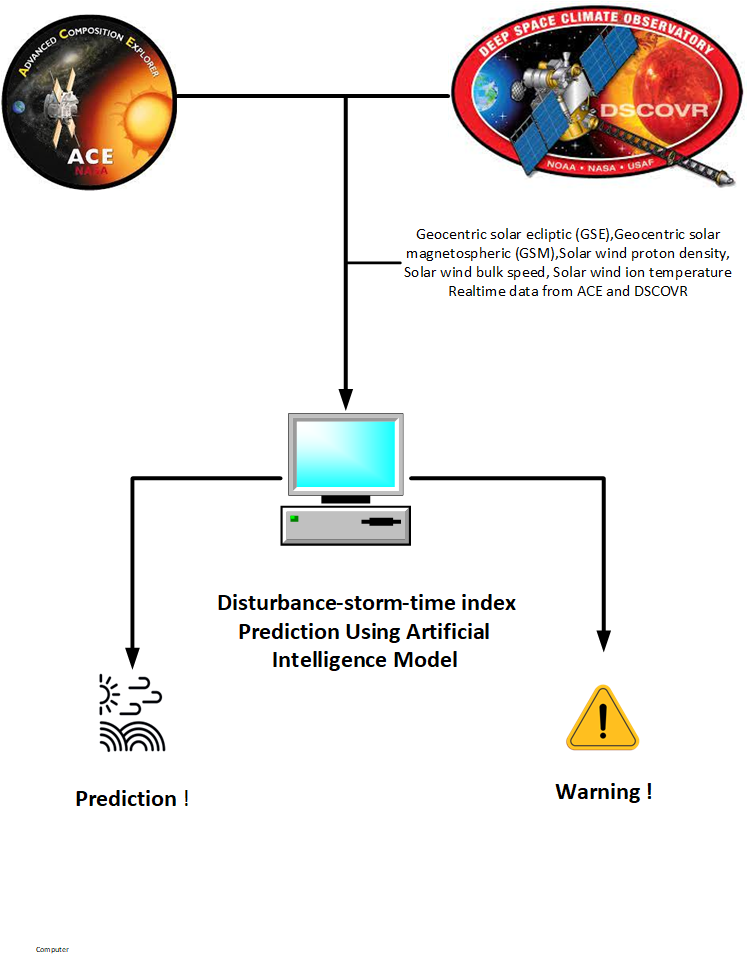 ADVANCED COMPOSITION EXPLORER
ACE
NASA
DEEP SPACE CLIMATE OBSERVATORY
DSCOVR
NOAA • NASA • USAF
Geocentric solar ecliptic (GSE),Geocentric solar
magnetospheric (GSM),Solar wind proton density,
Solar wind bulk speed, Solar wind ion temperature
Realtime data from ACE and DSCOVR
Disturbance-storm-time index
Prediction Using Artificial
Intelligence Model
Prediction !
Warning !
Computer